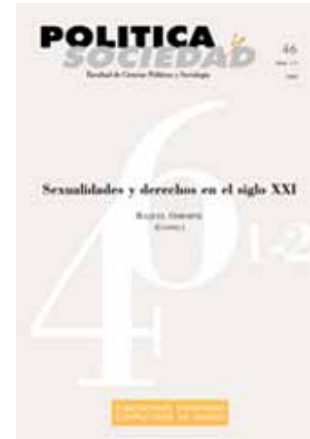 POLITICA y
SOCIEDAD
46
Facultad de Ciencias Políticas y Sociología
Sexualidades y derechos en el siglo XXI
RAQUEL OSBORNE
46
1-2